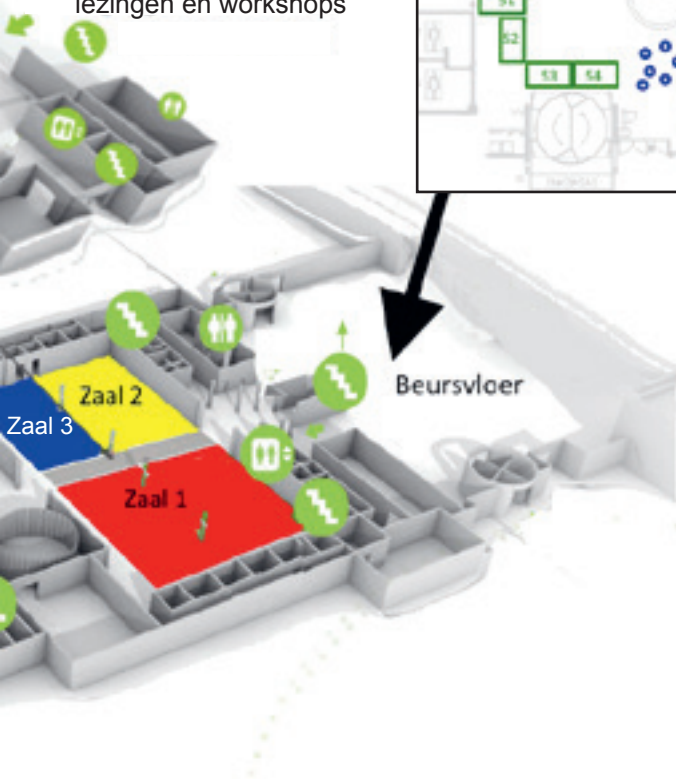 lezingen en workshops
S2
S3 S4
Beursvloer
Zaal 2
Zaal 3
Zaal 1